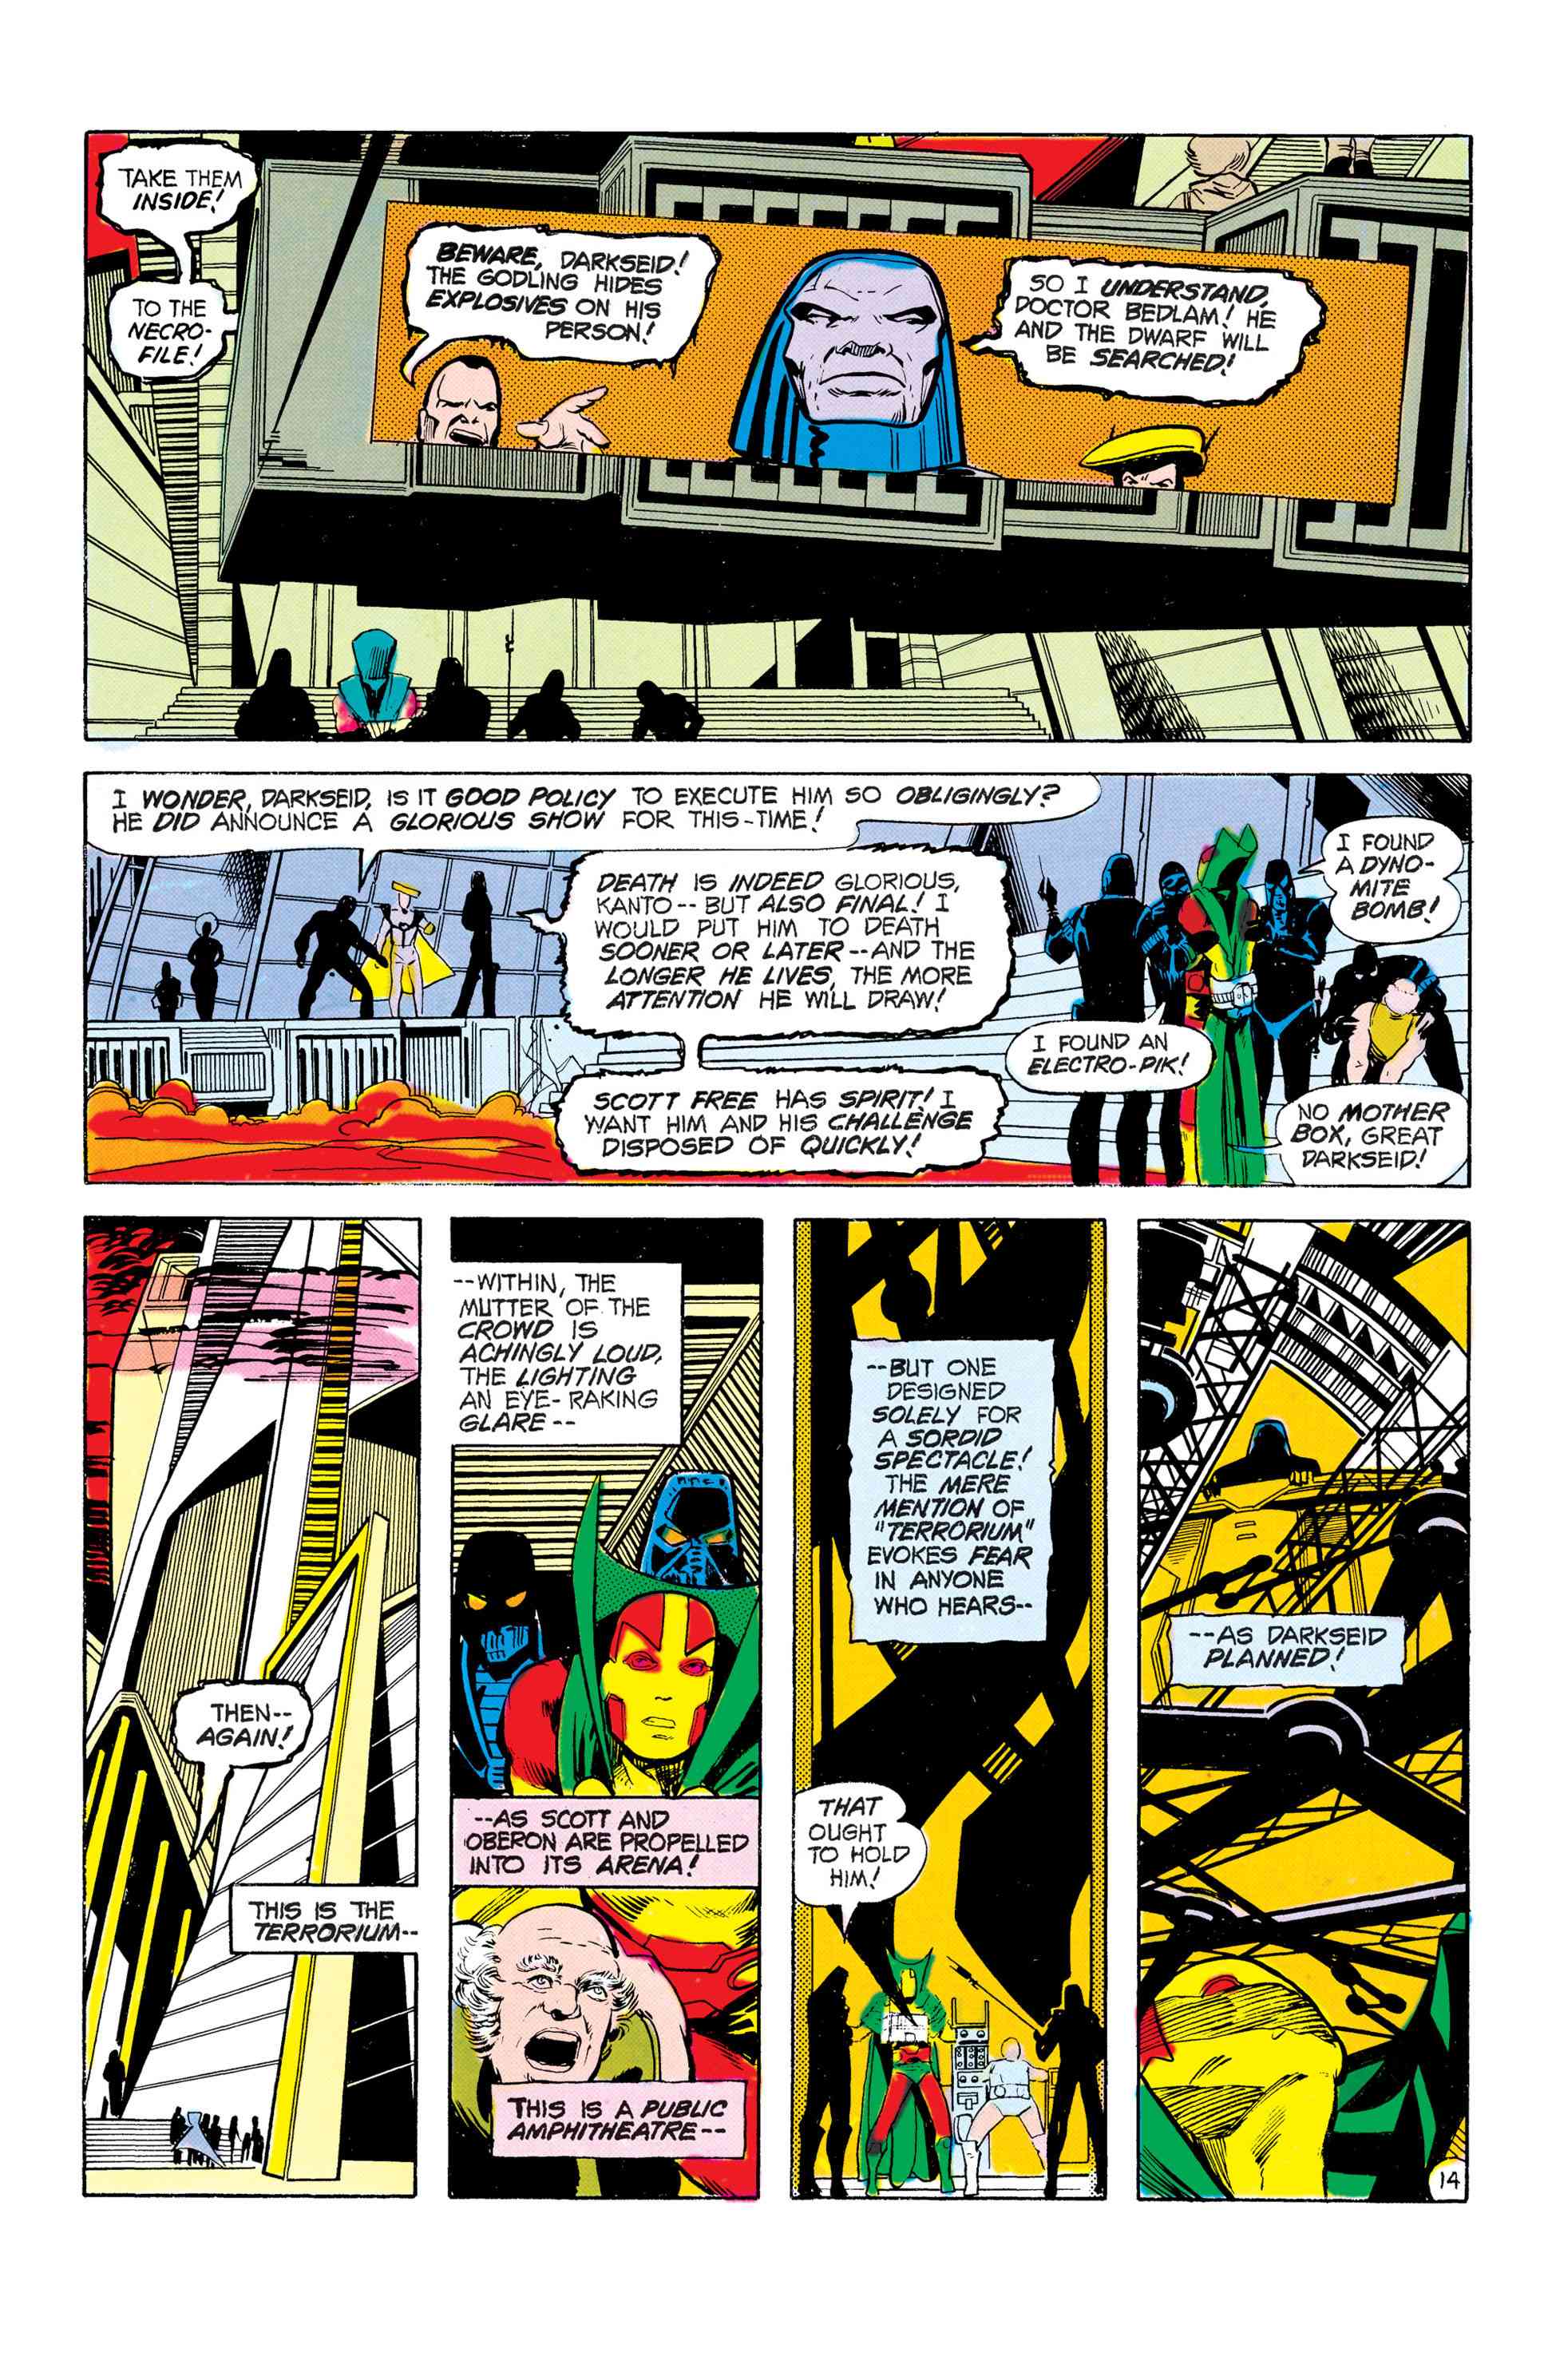 TAKE THEM
INSIDE!
TO THE
NECRO-
FILE!
BEWARE, DARKSEID!
THE GODLING HIDES
EXPLOSIVES ON HIS
PERSON!
SO I UNDERSTAND,
DOCTOR BEDLAM! HE
AND THE DWARF WILL
BE SEARCHED!
I WONDER, DARKSEID, IS IT GOOD POLICY TO EXECUTE HIM SO OBLIGINGLY?
HE DID ANNOUNCE A GLORIOUS SHOW FOR THIS-TIME!
DEATH IS INDEED GLORIOUS,
KANTO--BUT ALSO FINAL! I
WOULD PUT HIM TO DEATH
SOONER OR LATER--AND THE
LONGER HE LIVES, THE MORE
ATTENTION HE WILL DRAW!
SCOTT FREE HAS SPIRIT! I
WANT HIM AND HIS CHALLENGE
DISPOSED OF QUICKLY!
I FOUND
A DYNO-
MITE
BOMB!
I FOUND AN
ELECTRO-PIK!
NO MOTHER
BOX, GREAT
DARKSEID!
THEN--
AGAIN!
THIS IS THE
TERRORIUM--
--WITHIN, THE
MUTTER OF THE
CROWD IS
ACHINGLY LOUD,
THE LIGHTING
AN EYE-RAKING
GLARE--
--AS SCOTT AND
OBERON ARE PROPELLED
INTO ITS ARENA!
THIS IS A PUBLIC
AMPHITHEATRE--
--BUT ONE
DESIGNED
SOLELY FOR
A SORDID
SPECTACLE!
THE MERE
MENTION OF
"TERRORIUM"
EVOKES FEAR
IN ANYONE
WHO HEARS--
THAT
OUGHT
TO HOLD
HIM!
--AS DARKSEID
PLANNED!
14